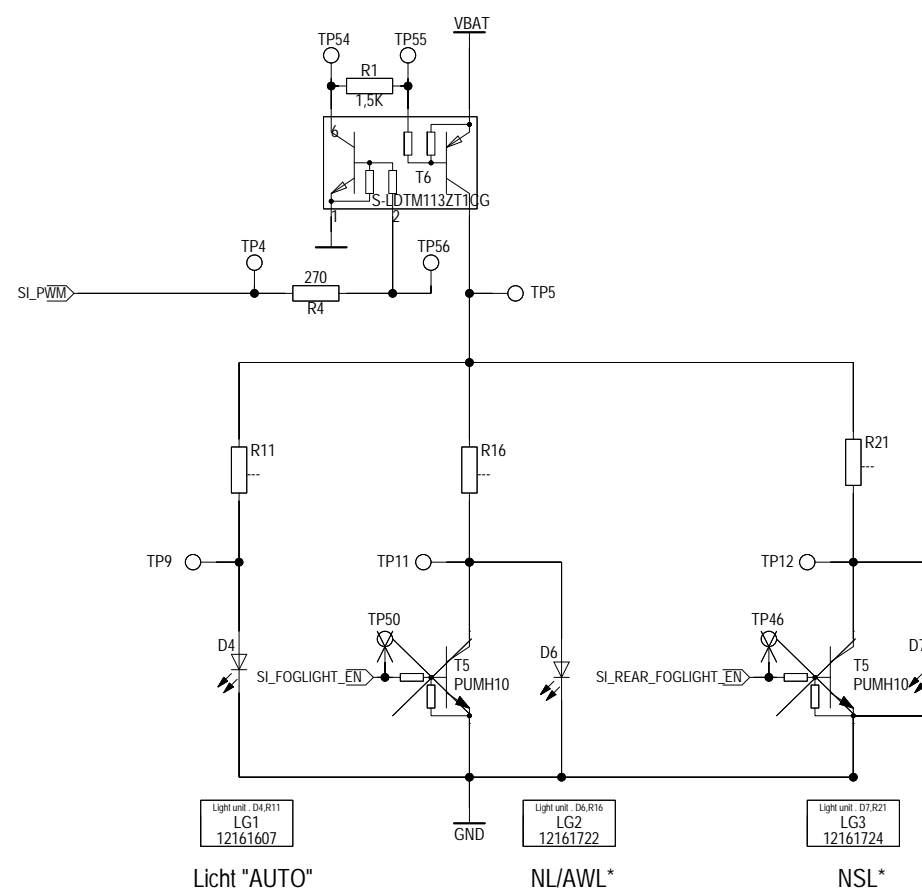 VBAT
TP54
TP55
R1
1,5K
6
T6
S-LDTM113ZT1CG
1
2
TP4
TP56
270
SI_PWM
R4
TP5
R11
---
R16
---
R21
---
TP9
TP11
TP12
TP50
TP46
D4
SI_FOGLIGHT_EN
T5
PUMH10
D6
SI_REAR_FOGLIGHT_EN
T5
PUMH10
D7
Light unit . D4,R11
LG1
12161607
GND
Light unit . D6,R16
LG2
12161722
Light unit . D7,R21
LG3
12161724
Licht "AUTO"
NL/AWL*
NSL*